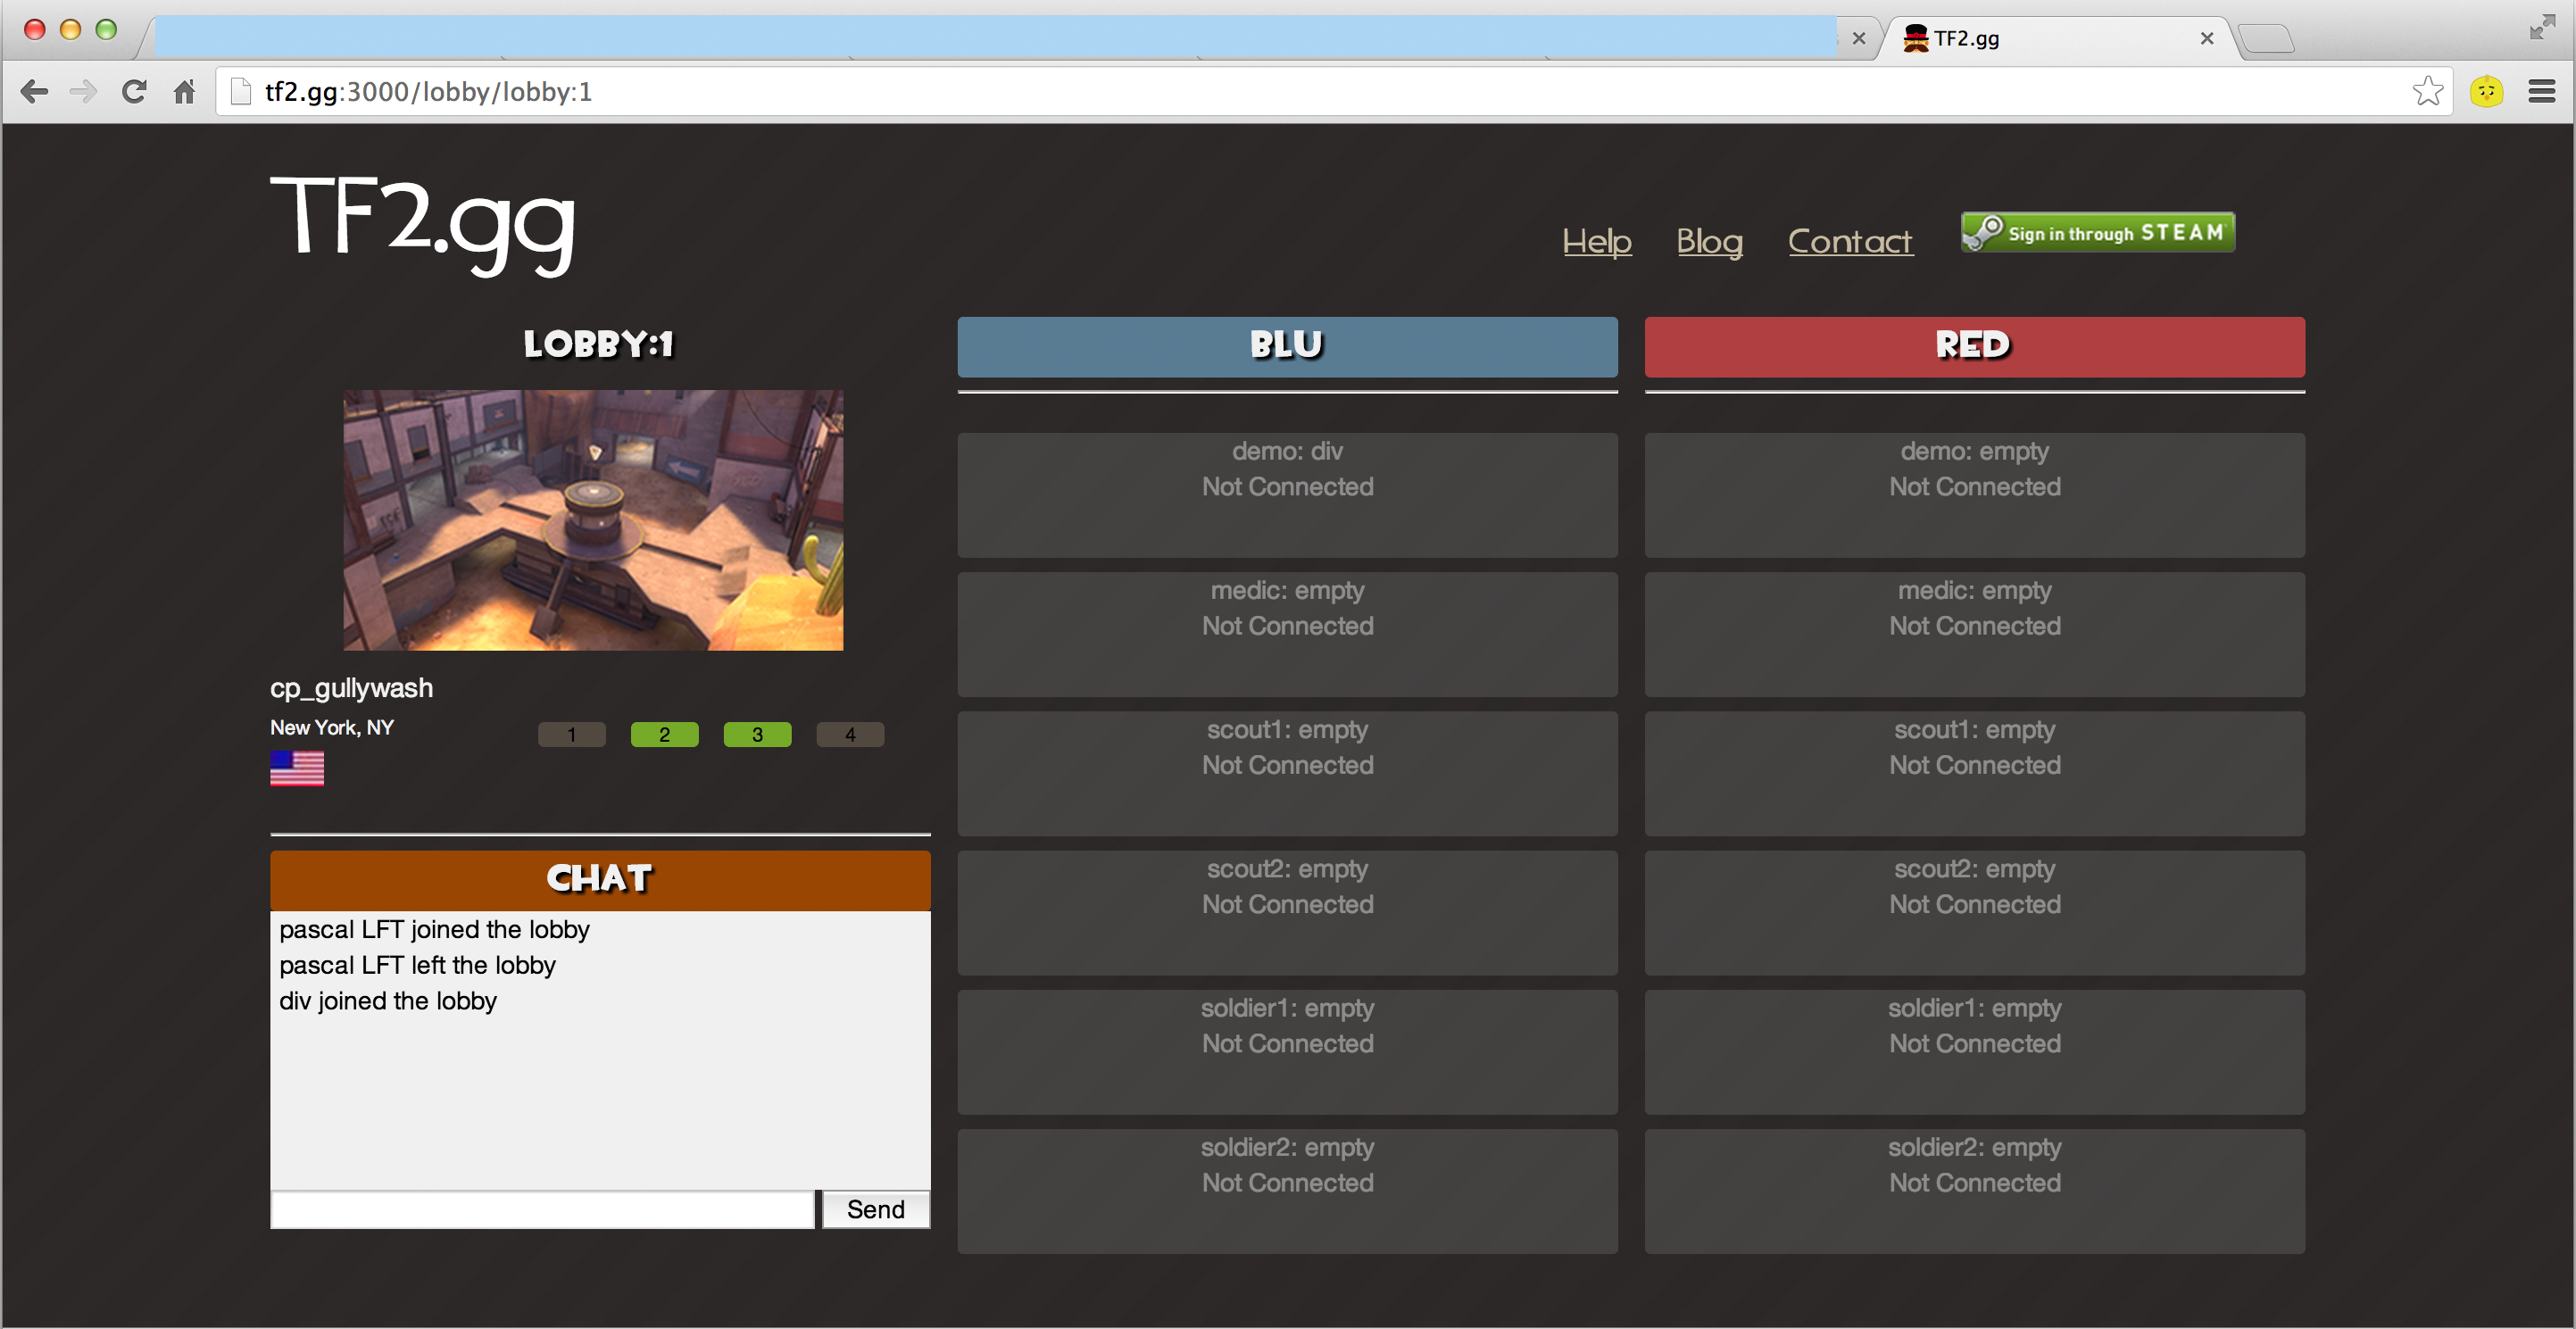 TF2.gg
tf2.gg:3000/lobby/lobby:1
TF2.gg
Help Blog Contact Sign in through STEAM
LOBBY:1
cp_gullywash
New York, NY
1 2 3 4
CHAT
pascal LFT joined the lobby
pascal LFT left the lobby
div joined the lobby
Send
BLU
demo: div
Not Connected
medic: empty
Not Connected
scout1: empty
Not Connected
scout2: empty
Not Connected
soldier1: empty
Not Connected
soldier2: empty
Not Connected
RED
demo: empty
Not Connected
medic: empty
Not Connected
scout1: empty
Not Connected
scout2: empty
Not Connected
soldier1: empty
Not Connected
soldier2: empty
Not Connected